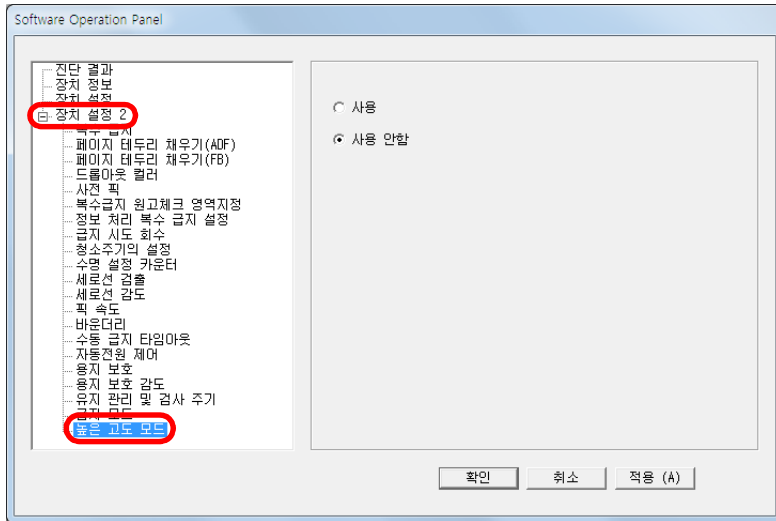 Software Operation Panel
진단 결과
장치 정보
장치 설정
장치 설정 2
복수 급지
페이지 테두리 채우기(ADF)
페이지 테두리 채우기(FB)
드롭아웃 컬러
사전 픽
복수급지 원고체크 영역지정
정보 처리 복수 급지 설정
급지 시도 회수
청소주기의 설정
수명 설정 카운터
세로선 검출
세로선 감도
픽 속도
바운더리
수동 급지 타임아웃
자동전원 제어
용지 보호
용지 보호 감도
유지 관리 및 검사 주기
급지 모드
높은 고도 모드
사용
사용 안함
확인
취소
적용 (A)